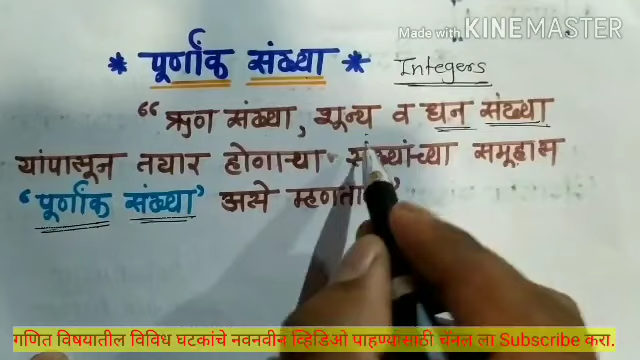 Made with KINEMASTER
* पूर्णांक संख्या * Integers
“ ऋण संख्या, शून्य व धन संख्या
यांपासून तयार होणाऱ्या संख्यांच्या समूहास
‘पूर्णांक संख्या’ असे म्हणतात ”
गणित विषयातील विविध घटकांचे नवनवीन व्हिडिओ पाहण्यासाठी चॅनल ला Subscribe करा.